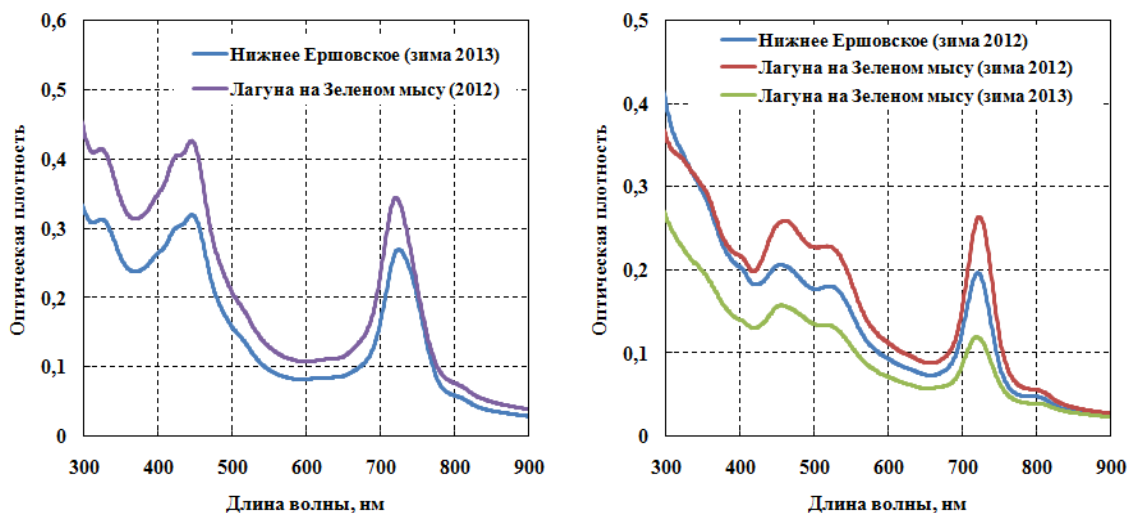 0,6
0,5
0,4
0,3
0,2
0,1
0
Оптическая плотность
Нижнее Ершовское (зима 2013)
Лагуна на Зеленом мысу (2012)
300 400 500 600 700 800 900
Длина волны, нм
0,5
0,4
0,3
0,2
0,1
0
Оптическая плотность
Нижнее Ершовское (зима 2012)
Лагуна на Зеленом мысу (зима 2012)
Лагуна на Зеленом мысу (зима 2013)
300 400 500 600 700 800 900
Длина волны, нм